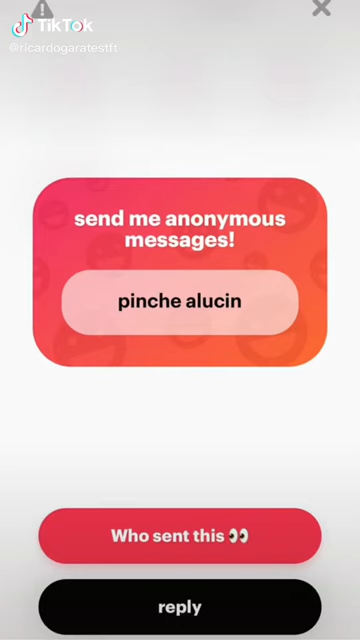 TikTok
@ricardogaratestft
send me anonymous
messages!
pinche alucin
Who sent this 👀
reply